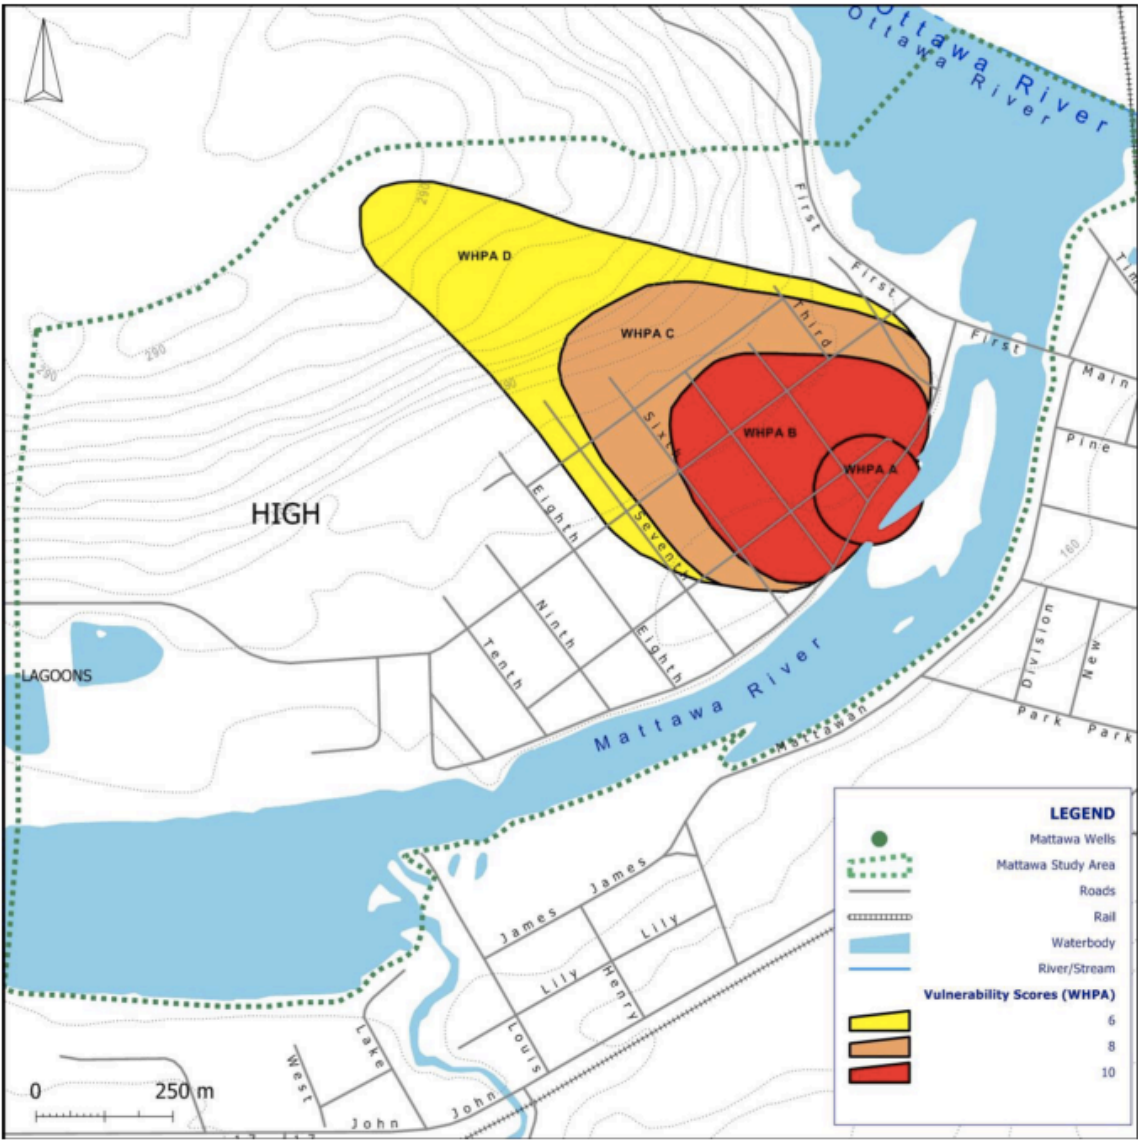 Ottawa River
Ottawa River
290
WHPA D
First
First
Third
WHPA C
First
Main
290
290
Sixth
WHPA B
Pine
WHPA A
HIGH
Eighth
Seventh
160
Ninth
Tenth
Eighth
Division
New
LAGOONS
Mattawa River
Park
Park
Mattawan
LEGEND
Mattawa Wells
Mattawa Study Area
Roads
Rail
Waterbody
River/Stream
Vulnerability Scores (WHPA)
6
8
10
James
James
Lily
Lily
Henry
Louis
Lake
West
John
John
0
250 m
17 17